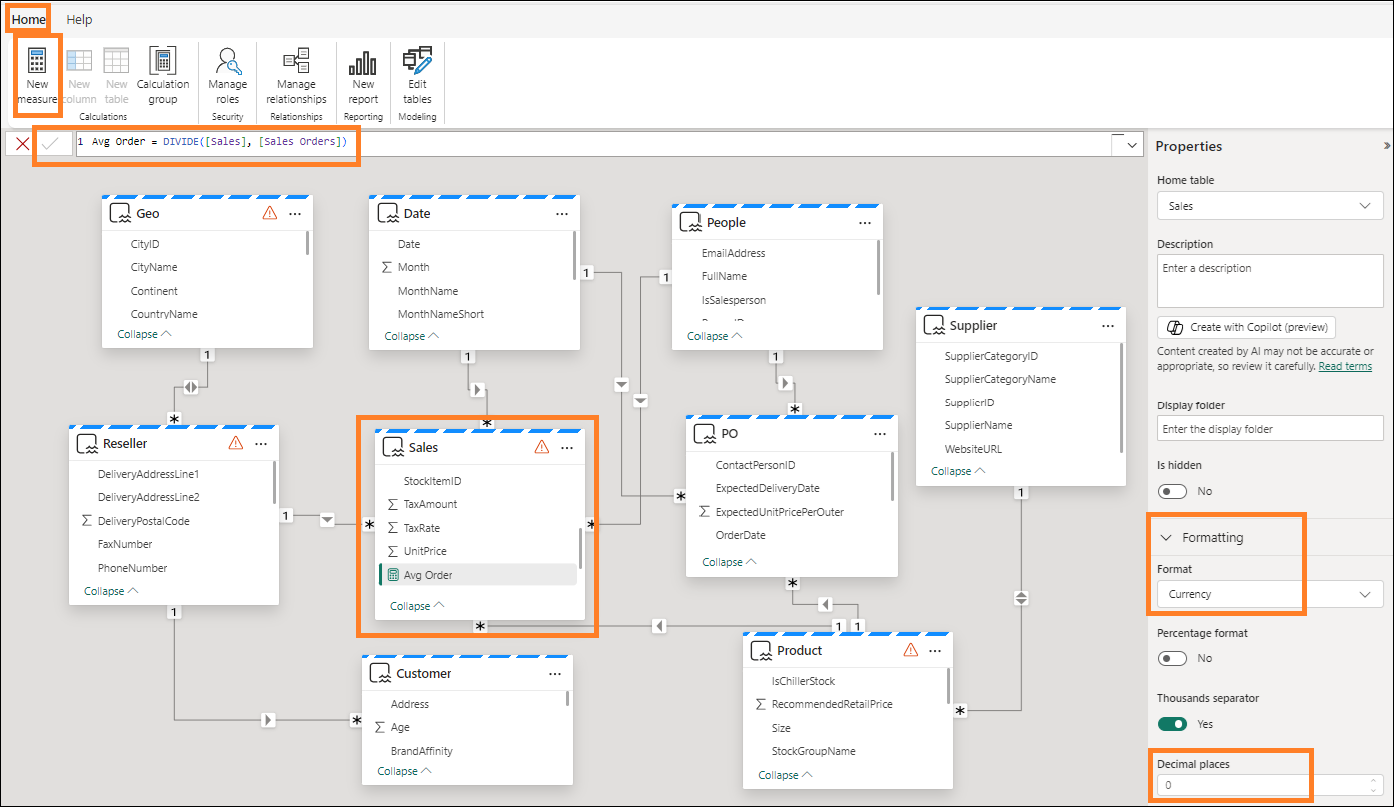 Home Help
New measure
New column
New table
Calculation group
Calculations
Manage roles
Security
Manage relationships
Relationships
New report
Reporting
Edit tables
Modeling
1 Avg Order = DIVIDE([Sales], [Sales Orders])
Geo
CityID
CityName
Continent
CountryName
Collapse
Date
Date
Month
MonthName
MonthNameShort
Collapse
People
EmailAddress
FullName
IsSalesperson
Collapse
Supplier
SupplierCategoryID
SupplierCategoryName
SupplierID
SupplierName
WebsiteURL
Collapse
Reseller
DeliveryAddressLine1
DeliveryAddressLine2
DeliveryPostalCode
FaxNumber
PhoneNumber
Collapse
Sales
StockItemID
TaxAmount
TaxRate
UnitPrice
Avg Order
Collapse
PO
ContactPersonID
ExpectedDeliveryDate
ExpectedUnitPricePerOuter
OrderDate
Collapse
Customer
Address
Age
BrandAffinity
Collapse
Product
IsChillerStock
RecommendedRetailPrice
Size
StockGroupName
Collapse
1
*
1
*
1
*
1
*
1
*
1
*
1
*
1
*
1
*
1
*
Properties
Home table
Sales
Description
Enter a description
Create with Copilot (preview)
Content created by AI may not be accurate or
appropriate, so review it carefully. Read terms
Display folder
Enter the display folder
Is hidden
No
Formatting
Format
Currency
Percentage format
No
Thousands separator
Yes
Decimal places
0